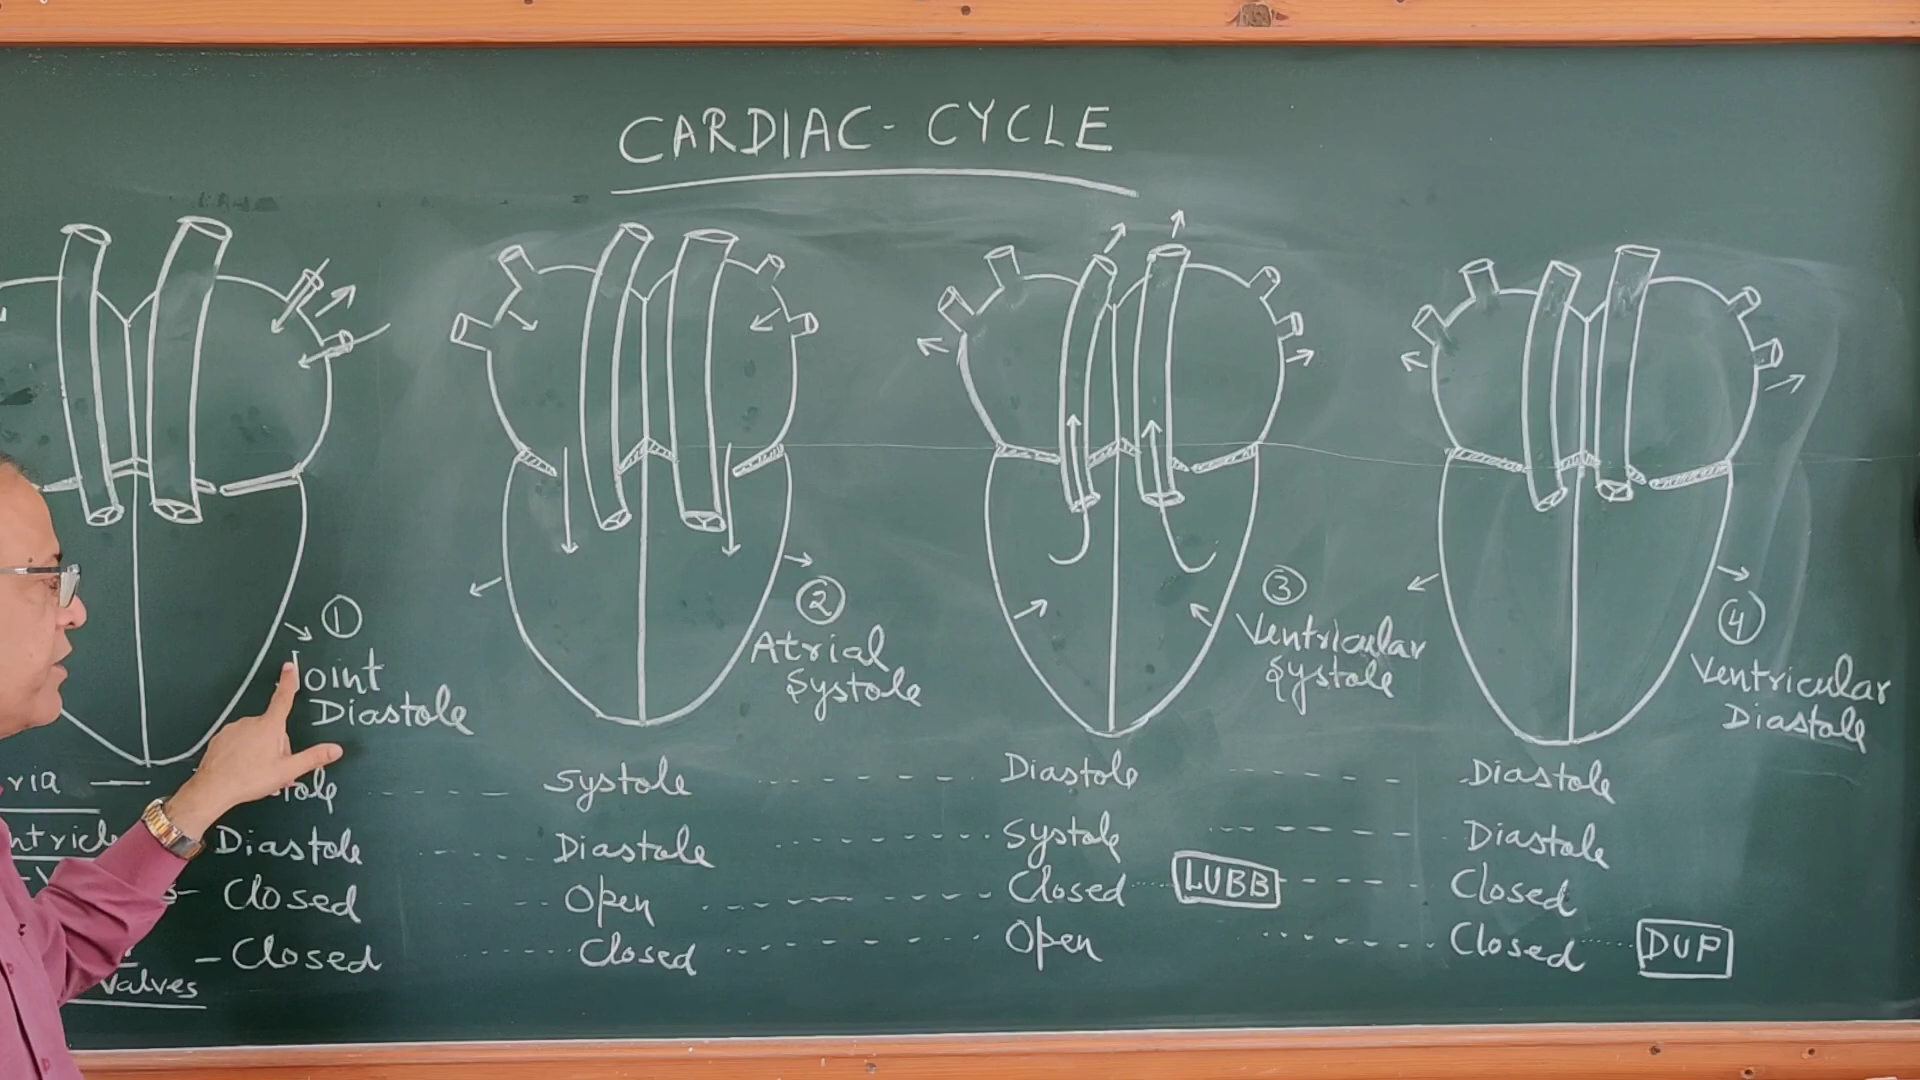 CARDIAC- CYCLE
① Joint Diastole
② Atrial Systole
③ Ventricular Systole
④ Ventricular Diastole
Systole Diastole Diastole
Diastole Diastole Systole Diastole
Closed Open Closed LUBB Closed
Closed Closed Open Closed DUP
Valves